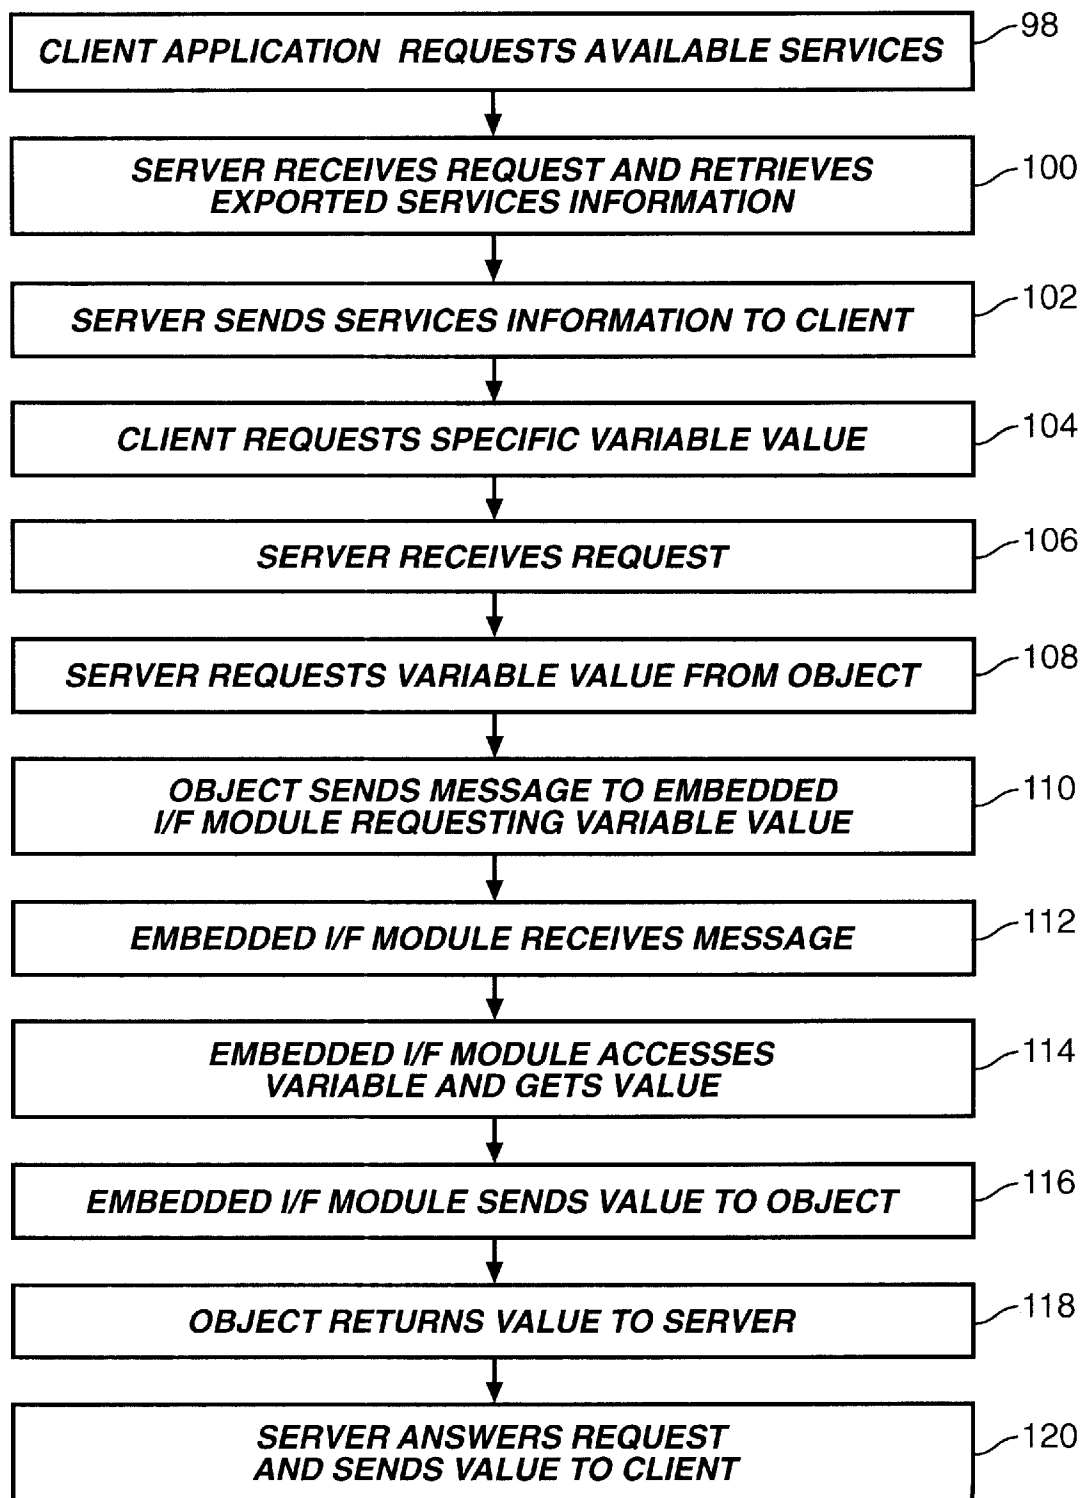 CLIENT APPLICATION REQUESTS AVAILABLE SERVICES
98
SERVER RECEIVES REQUEST AND RETRIEVES
EXPORTED SERVICES INFORMATION
100
SERVER SENDS SERVICES INFORMATION TO CLIENT
102
CLIENT REQUESTS SPECIFIC VARIABLE VALUE
104
SERVER RECEIVES REQUEST
106
SERVER REQUESTS VARIABLE VALUE FROM OBJECT
108
OBJECT SENDS MESSAGE TO EMBEDDED
I/F MODULE REQUESTING VARIABLE VALUE
110
EMBEDDED I/F MODULE RECEIVES MESSAGE
112
EMBEDDED I/F MODULE ACCESSES
VARIABLE AND GETS VALUE
114
EMBEDDED I/F MODULE SENDS VALUE TO OBJECT
116
OBJECT RETURNS VALUE TO SERVER
118
SERVER ANSWERS REQUEST
AND SENDS VALUE TO CLIENT
120